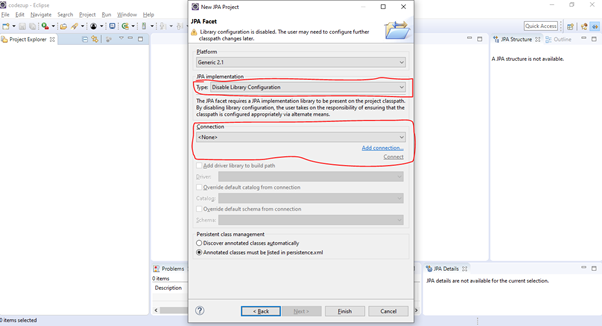 codezup - Eclipse
File Edit Navigate Search Project Run Window Help
Quick Access
Project Explorer
New JPA Project
JPA Facet
Library configuration is disabled. The user may need to configure further
classpath changes later.
Platform
Generic 2.1
JPA implementation
Type: Disable Library Configuration
The JPA facet requires a JPA implementation library to be present on the project classpath.
By disabling library configuration, the user takes on the responsibility of ensuring that the
classpath is configured appropriately via alternate means.
Connection
<None>
Add connection...
Connect
Add driver library to build path
Driver:
Override default catalog from connection
Catalog:
Override default schema from connection
Schema:
Persistent class management
Discover annotated classes automatically
Annotated classes must be listed in persistence.xml
< Back
Next >
Finish
Cancel
JPA Structure
Outline
A JPA structure is not available.
Problems
0 items
Description
JPA Details
JPA details are not available for the current selection.
0 items selected